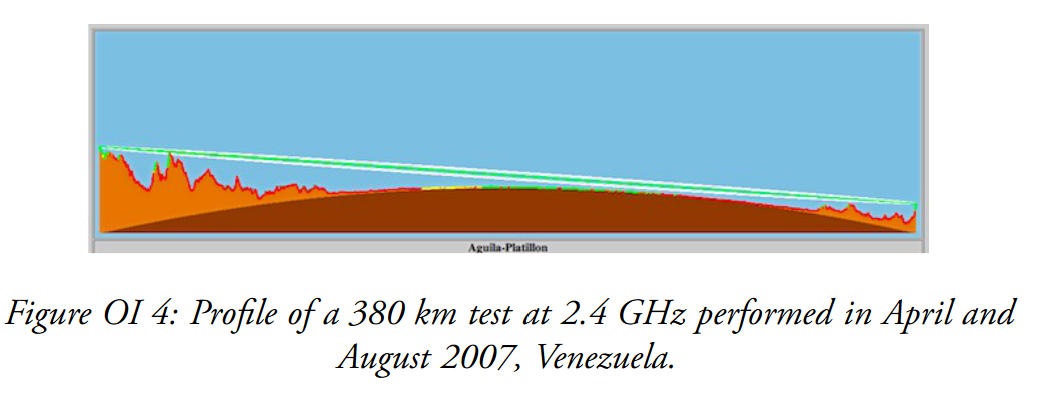 Aguila-Platillon
Figure OI 4: Profile of a 380 km test at 2.4 GHz performed in April and
August 2007, Venezuela.